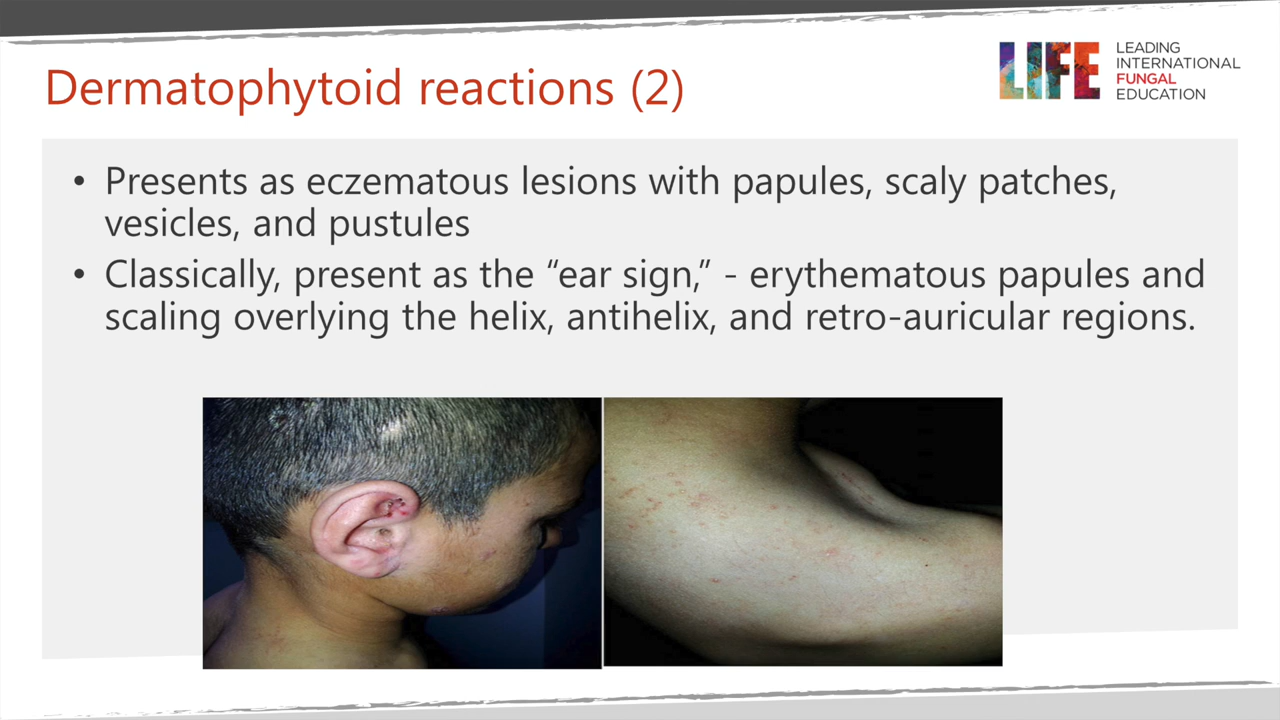 Dermatophytoid reactions (2)
LIFE
LEADING
INTERNATIONAL
FUNGAL
EDUCATION
• Presents as eczematous lesions with papules, scaly patches,
vesicles, and pustules
• Classically, present as the “ear sign,” - erythematous papules and
scaling overlying the helix, antihelix, and retro-auricular regions.